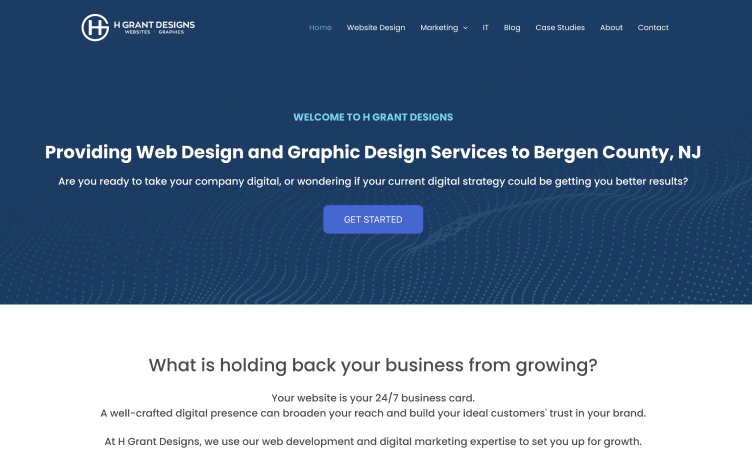 H GRANT DESIGNS
WEBSITES · GRAPHICS
Home Website Design Marketing IT Blog Case Studies About Contact
WELCOME TO H GRANT DESIGNS
Providing Web Design and Graphic Design Services to Bergen County, NJ
Are you ready to take your company digital, or wondering if your current digital strategy could be getting you better results?
GET STARTED
What is holding back your business from growing?
Your website is your 24/7 business card.
A well-crafted digital presence can broaden your reach and build your ideal customers' trust in your brand.
At H Grant Designs, we use our web development and digital marketing expertise to set you up for growth.